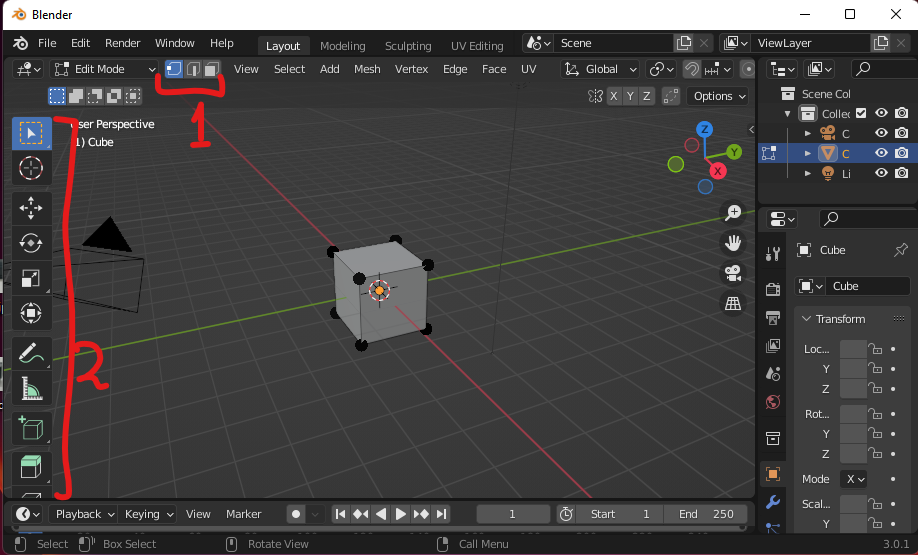 Blender
File Edit Render Window Help Layout Modeling Sculpting UV Editing Scene ViewLayer
Edit Mode View Select Add Mesh Vertex Edge Face UV Global
X Y Z Options
1
User Perspective
(1) Cube
Scene Col
Collec
C
C
Li
Z
Y
X
2
Cube
Cube
Transform
Loc...
Y
Z
Rot...
Y
Z
Mode X
Scal...
Y
Playback Keying View Marker 1 Start 1 End 250
Select Box Select Rotate View Call Menu 3.0.1